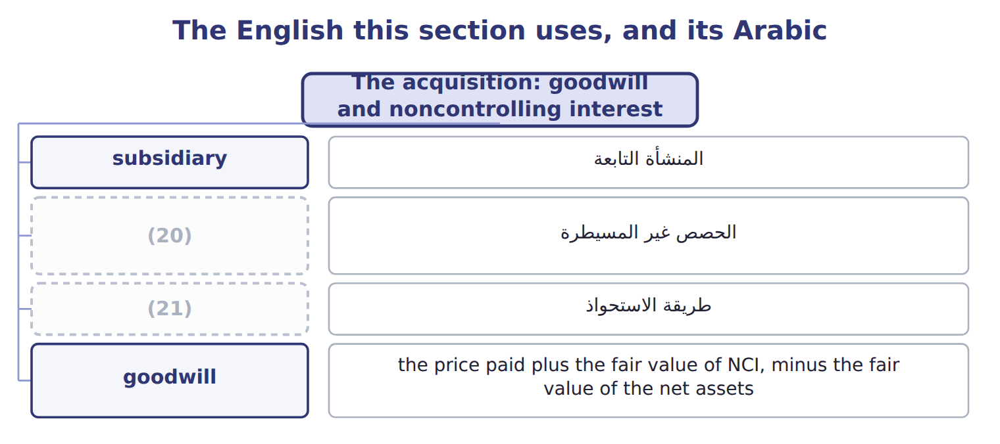 The English this section uses, and its Arabic
The acquisition: goodwill
and noncontrolling interest
subsidiary
المنشأة التابعة
(20)
الحصص غير المسيطرة
(21)
طريقة الاستحواذ
goodwill
the price paid plus the fair value of NCI, minus the fair
value of the net assets